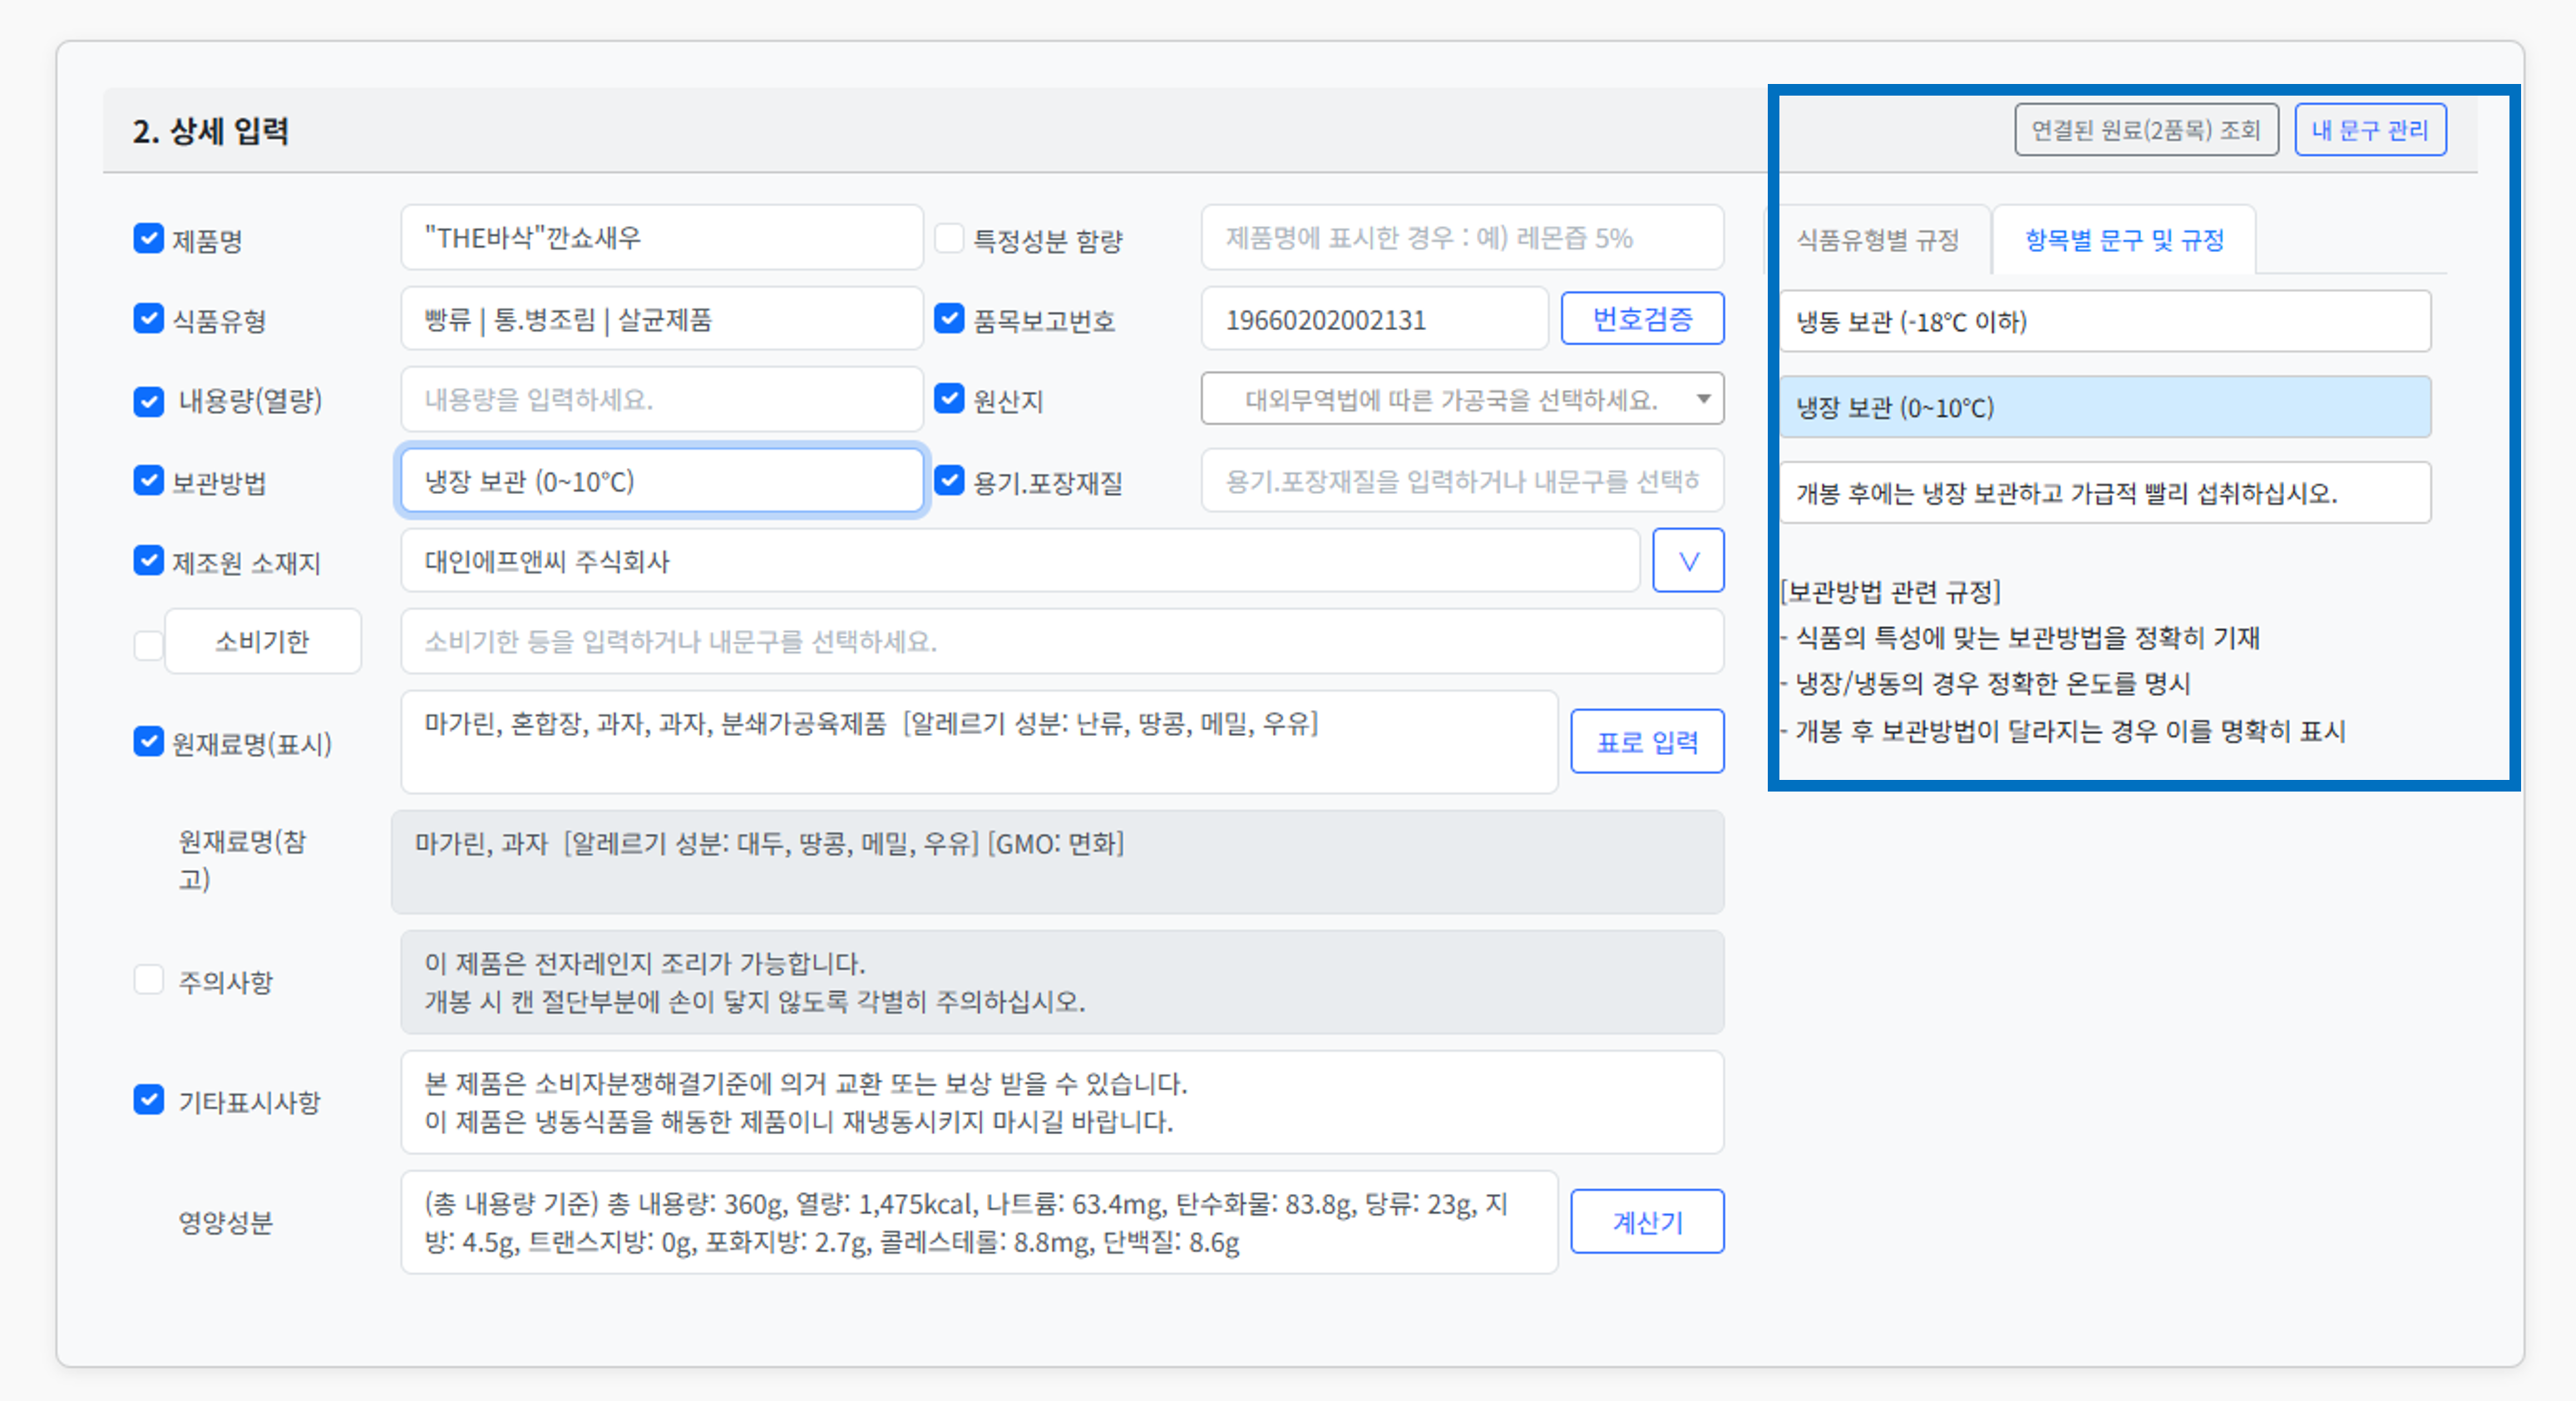 2. 상세 입력
연결된 원료(2품목) 조회
내 문구 관리
제품명
"THE바삭"깐쇼새우
특정성분 함량
제품명에 표시한 경우 : 예) 레몬즙 5%
식품유형
빵류 | 통.병조림 | 살균제품
품목보고번호
19660202002131
번호검증
내용량(열량)
내용량을 입력하세요.
원산지
대외무역법에 따른 가공국을 선택하세요.
보관방법
냉장 보관 (0~10℃)
용기.포장재질
용기.포장재질을 입력하거나 내문구를 선택
제조원 소재지
대인에프앤씨 주식회사
소비기한
소비기한 등을 입력하거나 내문구를 선택하세요.
원재료명(표시)
마가린, 혼합장, 과자, 과자, 분쇄가공육제품 [알레르기 성분: 난류, 땅콩, 메밀, 우유]
표로 입력
원재료명(참
고)
마가린, 과자 [알레르기 성분: 대두, 땅콩, 메밀, 우유] [GMO: 면화]
주의사항
이 제품은 전자레인지 조리가 가능합니다.
개봉 시 캔 절단부분에 손이 닿지 않도록 각별히 주의하십시오.
기타표시사항
본 제품은 소비자분쟁해결기준에 의거 교환 또는 보상 받을 수 있습니다.
이 제품은 냉동식품을 해동한 제품이니 재냉동시키지 마시길 바랍니다.
영양성분
(총 내용량 기준) 총 내용량: 360g, 열량: 1,475kcal, 나트륨: 63.4mg, 탄수화물: 83.8g, 당류: 23g, 지
방: 4.5g, 트랜스지방: 0g, 포화지방: 2.7g, 콜레스테롤: 8.8mg, 단백질: 8.6g
계산기
식품유형별 규정
항목별 문구 및 규정
냉동 보관 (-18℃ 이하)
냉장 보관 (0~10℃)
개봉 후에는 냉장 보관하고 가급적 빨리 섭취하십시오.
[보관방법 관련 규정]
- 식품의 특성에 맞는 보관방법을 정확히 기재
- 냉장/냉동의 경우 정확한 온도를 명시
- 개봉 후 보관방법이 달라지는 경우 이를 명확히 표시